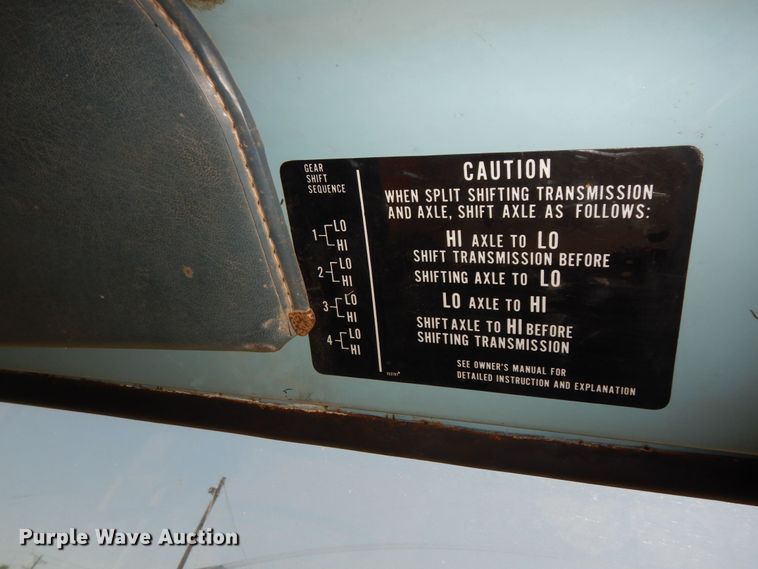 GEAR
SHIFT
SEQUENCE
1 LO
HI
2 LO
HI
3 LO
HI
4 LO
HI
CAUTION
WHEN SPLIT SHIFTING TRANSMISSION
AND AXLE, SHIFT AXLE AS FOLLOWS:
HI AXLE TO LO
SHIFT TRANSMISSION BEFORE
SHIFTING AXLE TO LO
LO AXLE TO HI
SHIFT AXLE TO HI BEFORE
SHIFTING TRANSMISSION
SEE OWNER'S MANUAL FOR
DETAILED INSTRUCTION AND EXPLANATION
Purple Wave Auction